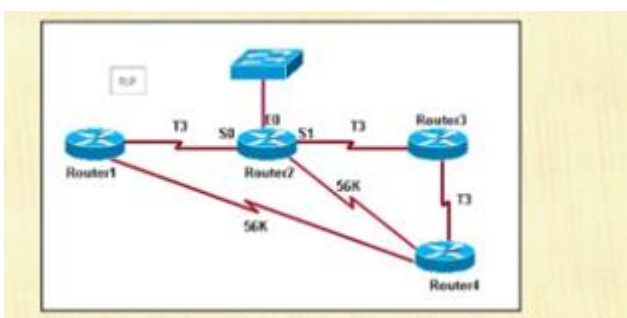 RIP
T3
E0
S0
S1
T3
Router3
Router1
Router2
56K
T3
56K
Router4